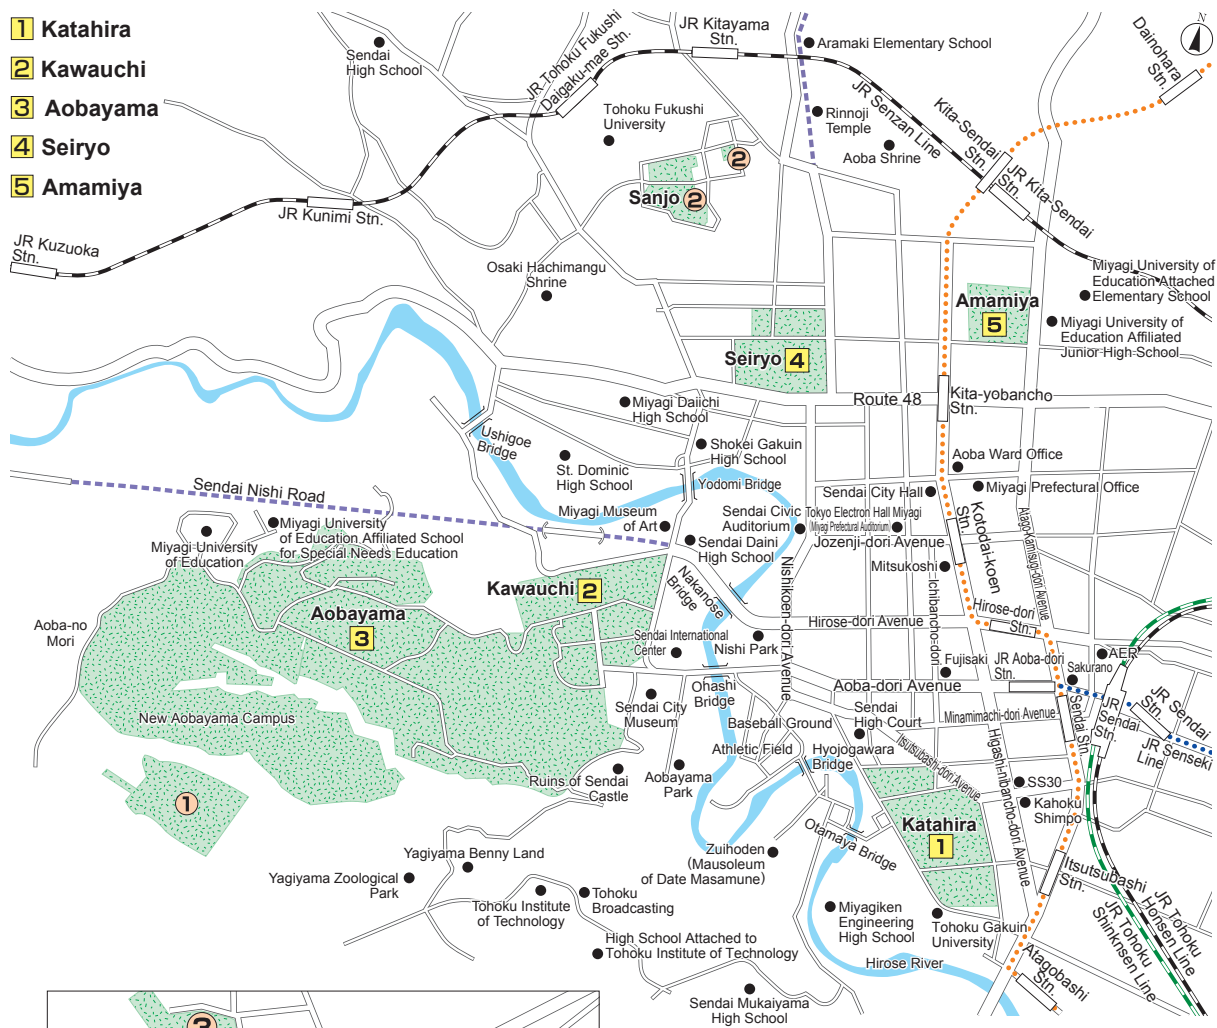 1 Katahira
2 Kawauchi
3 Aobayama
4 Seiryo
5 Amamiya
N
Sendai
High School
JR Tohoku Fukushi
Daigaku-mae Stn.
JR Kitayama
Stn.
Aramaki Elementary School
Dainohara
Stn.
Tohoku Fukushi
University
Rinnoji
Temple
JR Senzan Line
Aoba Shrine
Kita-Sendai
Stn.
JR Kita-Sendai
Stn.
2
Sanjo 2
JR Kunimi Stn.
JR Kuzuoka
Stn.
Osaki Hachimangu
Shrine
Miyagi University of
Education Attached
Elementary School
Amamiya
5
Miyagi University of
Education Affiliated
Junior High School
Seiryo 4
Route 48
Kita-yobancho
Stn.
Miyagi Daiichi
High School
Ushigoe
Bridge
Shokei Gakuin
High School
St. Dominic
High School
Yodomi Bridge
Aoba Ward Office
Sendai City Hall
Miyagi Prefectural Office
Sendai Nishi Road
Miyagi Museum
of Art
Sendai Civic
Auditorium
Tokyo Electron Hall Miyagi
(Miyagi Prefectural Auditorium)
Kotodai-koen
Stn.
Atago-Kamisugi-dori Avenue
Miyagi University
of Education
Miyagi University
of Education Affiliated School
for Special Needs Education
Sendai Daini
High School
Jozenji-dori Avenue
Mitsukoshi
Kawauchi 2
Nakanose
Bridge
Nishikoen-dori Avenue
Ichibancho-dori
Hirose-dori
Stn.
Aobayama
3
Aoba-no
Mori
Hirose-dori Avenue
Sendai International
Center
Nishi Park
Fujisaki
JR Aoba-dori
Stn.
AER
Sakurano
Ohashi
Bridge
Aoba-dori Avenue
Sendai City
Museum
New Aobayama Campus
Baseball Ground
Sendai
High Court
Minamimachi-dori Avenue
Sendai Stn.
JR
Sendai
Stn.
JR Sendai
Stn.
JR Senseki
Line
Athletic Field
Hyojogawara
Bridge
Itsutsubashi-dori Avenue
Higashi-nibancho-dori Avenue
Ruins of Sendai
Castle
Aobayama
Park
SS30
Kahoku
Shimpo
1
Katahira
1
Otamaya Bridge
Zuihoden
(Mausoleum
of Date Masamune)
Yagiyama Benny Land
Yagiyama Zoological
Park
Itsutsubashi
Stn.
Tohoku Institute
of Technology
Tohoku
Broadcasting
Miyagiken
Engineering
High School
Tohoku Gakuin
University
High School Attached to
Tohoku Institute of Technology
Hirose River
Atagobashi
Stn.
JR Tohoku
Honsen Line
JR Tohoku
Shinknsen Line
Sendai Mukaiyama
High School
3